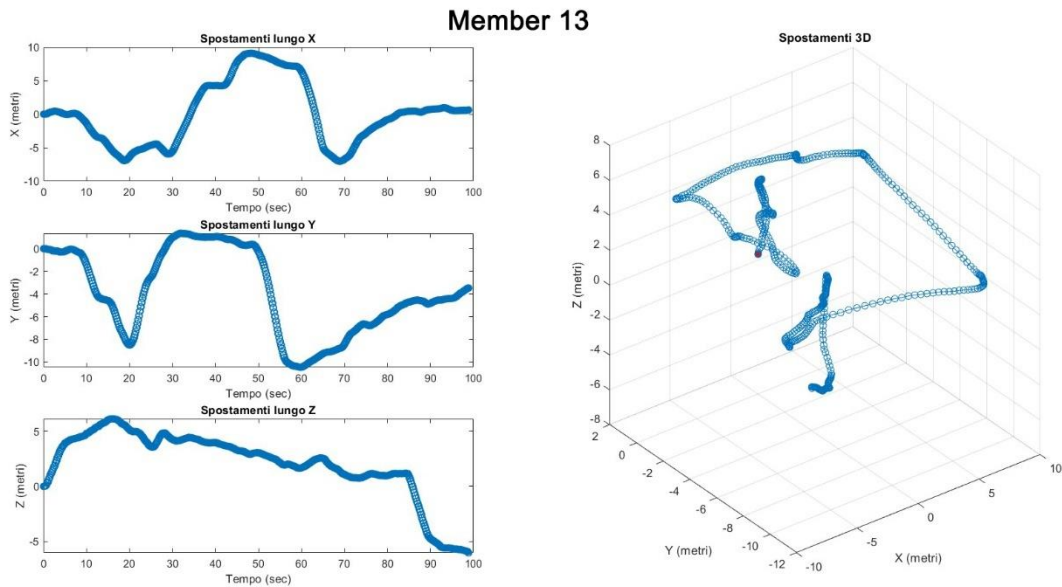 Member 13
Spostamenti lungo X
X (metri)
10
5
0
-5
-10
0 10 20 30 40 50 60 70 80 90 100
Tempo (sec)
Spostamenti lungo Y
Y (metri)
0
-2
-4
-6
-8
-10
0 10 20 30 40 50 60 70 80 90 100
Tempo (sec)
Spostamenti lungo Z
Z (metri)
5
0
-5
0 10 20 30 40 50 60 70 80 90 100
Tempo (sec)
Spostamenti 3D
Z (metri)
8
6
4
2
0
-2
-4
-6
-8
2
0
-2
-4
-6
-8
-10
-12
Y (metri)
-10
-5
0
5
10
X (metri)